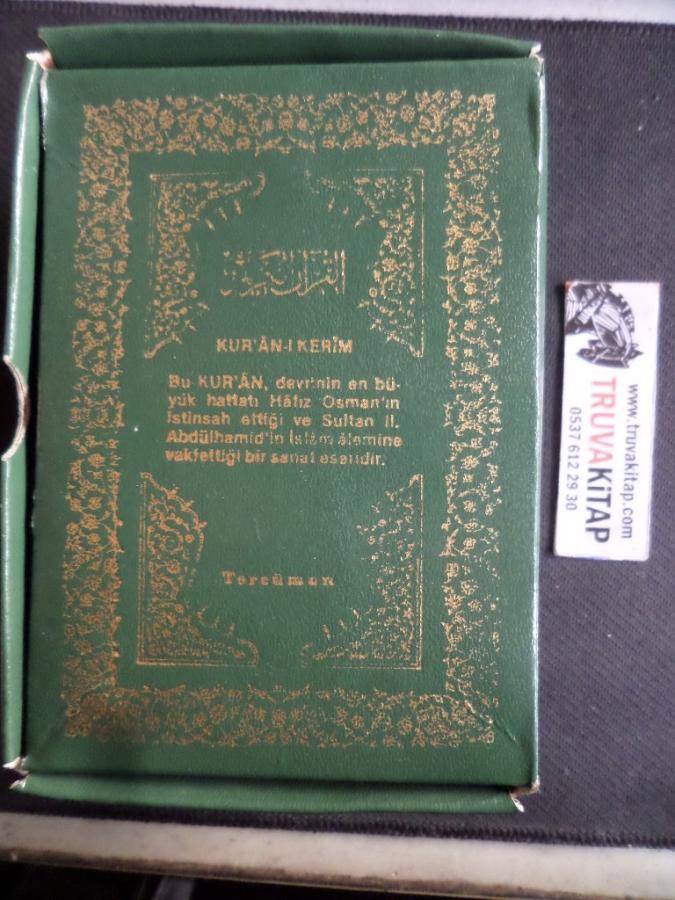 القرآن الكريم
KUR'ÂN-I KERİM
Bu KUR'ÂN, devrinin en bü-
yük hattatı Hâfız Osman'ın
istinsah ettiği ve Sultan II.
Abdülhamid'in İslâm âlemine
vakfettiği bir sanat eseridir.
Tercüman
www.truvakitap.com
TRUVAKİTAP
0537 612 29 30